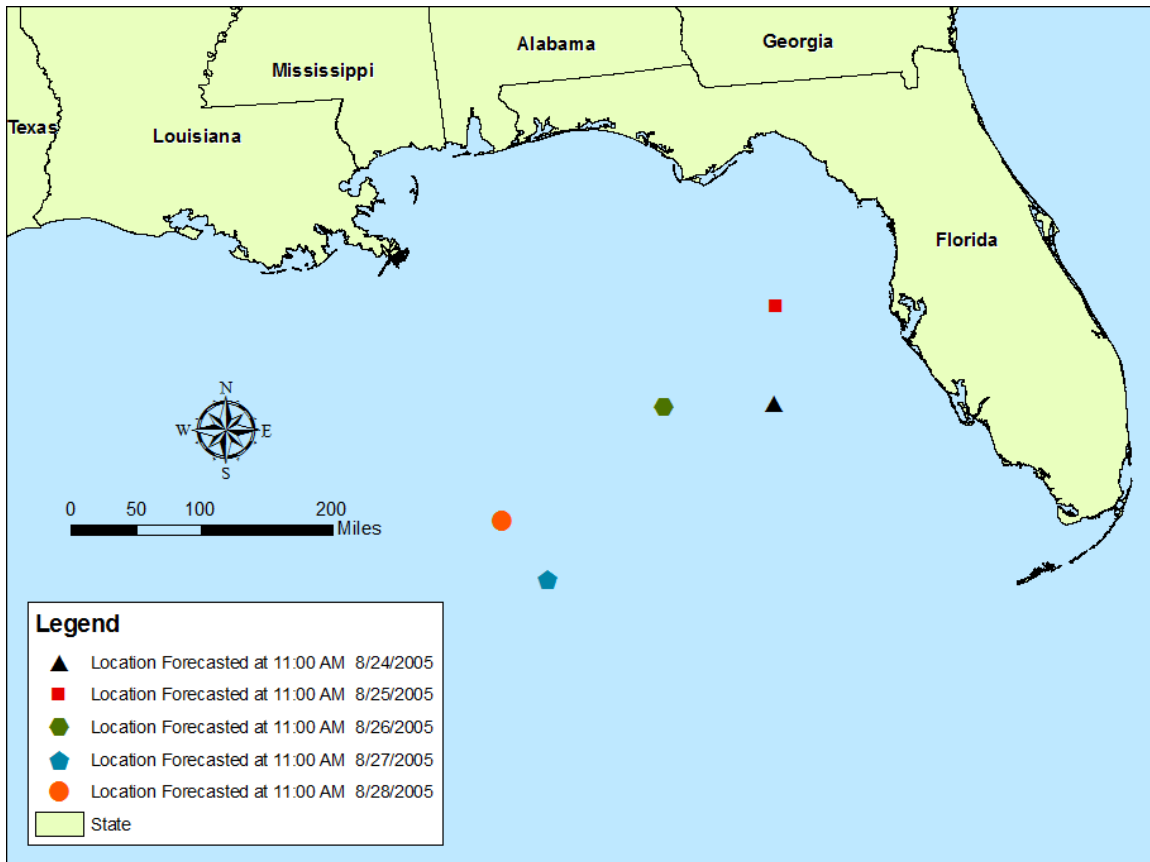 Alabama
Georgia
Mississippi
Texas
Louisiana
Florida
N
W E
S
0 50 100 200
Miles
Legend
Location Forecasted at 11:00 AM 8/24/2005
Location Forecasted at 11:00 AM 8/25/2005
Location Forecasted at 11:00 AM 8/26/2005
Location Forecasted at 11:00 AM 8/27/2005
Location Forecasted at 11:00 AM 8/28/2005
State